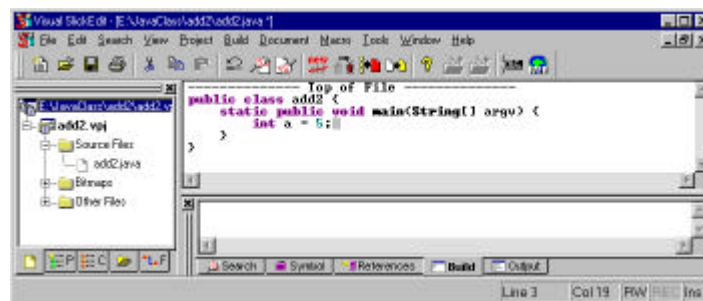 Visual SlickEdit - [E:\JavaClass\add2\add2.java *]
File Edit Search View Project Build Document Macro Tools Window Help
E:\JavaClass\add2\add2.v
add2.vpj
Source Files
add2.java
Bitmaps
Other Files
Top of File
public class add2 {
static public void main(String[] argv) {
int a = 5;
}
}
Search Symbol References Build Output
P C F
Line 3 Col 19 RW REC Ins